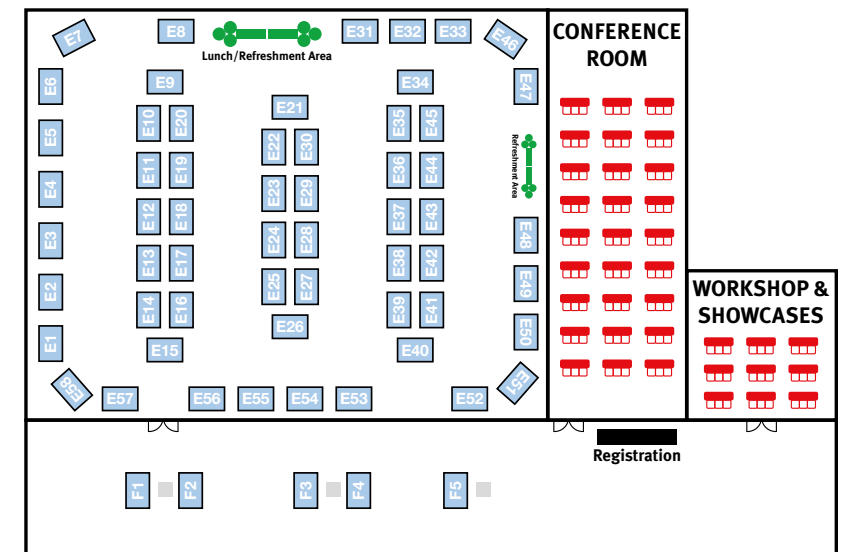 E7
E8
Lunch/Refreshment Area
E31
E32
E33
E46
CONFERENCE
ROOM
E6
E9
E34
E47
E10
E20
E21
E35
E45
E5
E22
E30
Refreshment Area
E11
E19
E36
E44
E4
E23
E29
E12
E18
E37
E43
E3
E24
E28
E48
E13
E17
E38
E42
E2
E25
E27
E49
WORKSHOP &
SHOWCASES
E14
E16
E26
E39
E41
E50
E1
E15
E40
E58
E57
E56
E55
E54
E53
E52
E51
Registration
F1
F2
F3
F4
F5